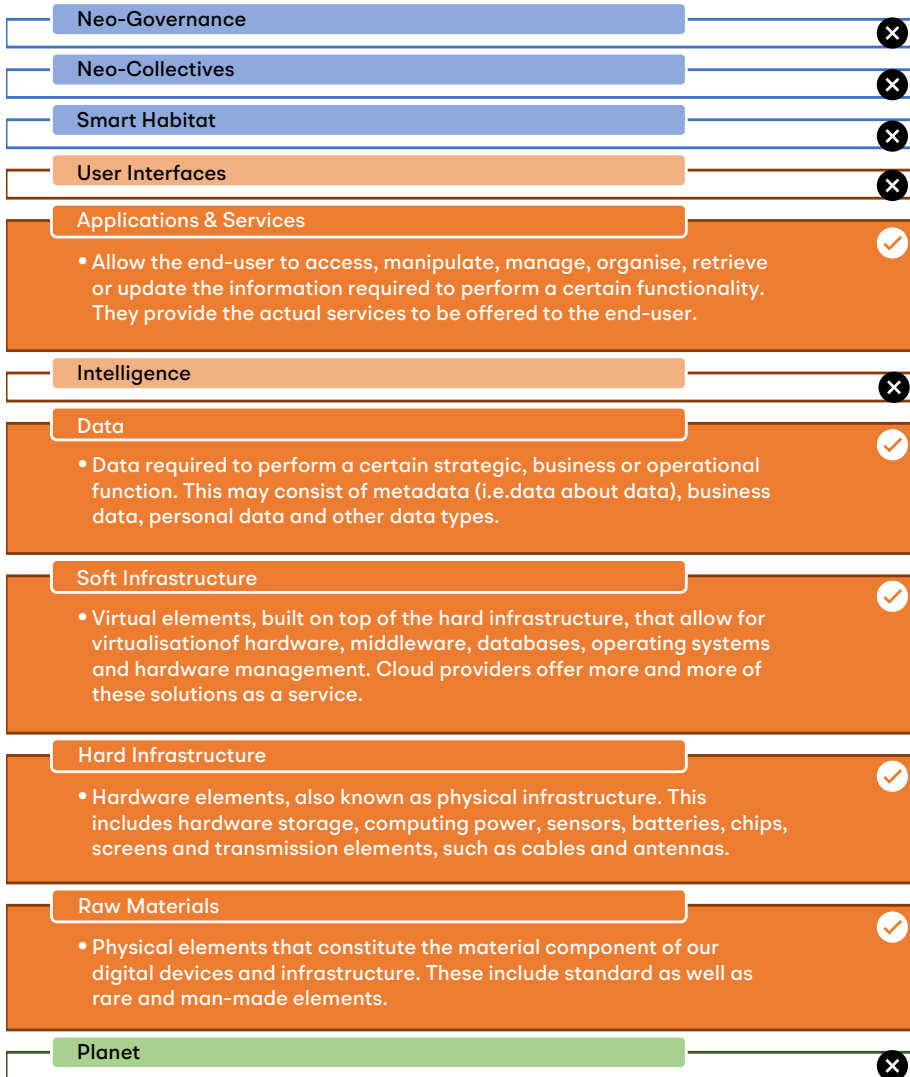 Neo-Governance
Neo-Collectives
Smart Habitat
User Interfaces
Applications & Services
• Allow the end-user to access, manipulate, manage, organise, retrieve
or update the information required to perform a certain functionality.
They provide the actual services to be offered to the end-user.
Intelligence
Data
• Data required to perform a certain strategic, business or operational
function. This may consist of metadata (i.e.data about data), business
data, personal data and other data types.
Soft Infrastructure
• Virtual elements, built on top of the hard infrastructure, that allow for
virtualisationof hardware, middleware, databases, operating systems
and hardware management. Cloud providers offer more and more of
these solutions as a service.
Hard Infrastructure
• Hardware elements, also known as physical infrastructure. This
includes hardware storage, computing power, sensors, batteries, chips,
screens and transmission elements, such as cables and antennas.
Raw Materials
• Physical elements that constitute the material component of our
digital devices and infrastructure. These include standard as well as
rare and man-made elements.
Planet